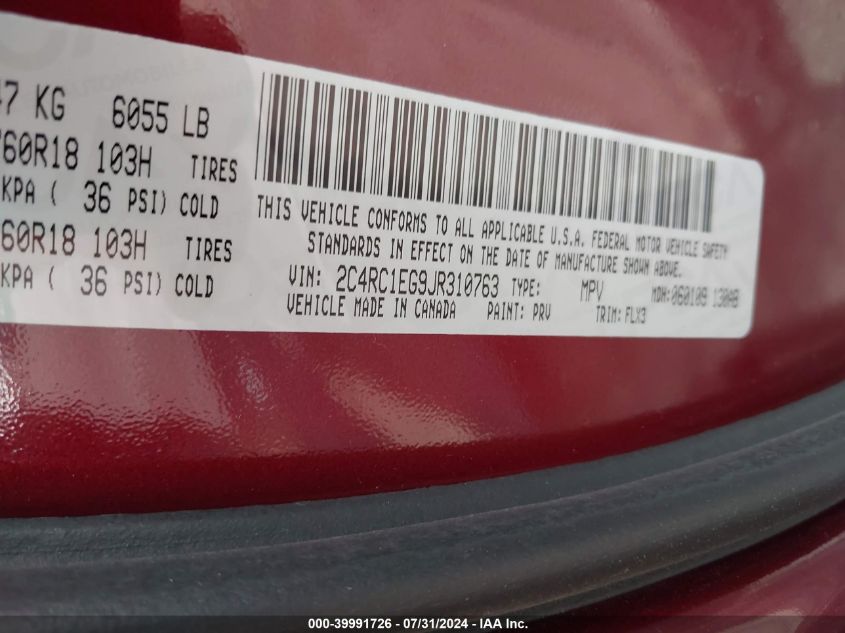 47 KG 6055 LB
/60R18 103H TIRES
KPA ( 36 PSI) COLD
60R18 103H TIRES
KPA ( 36 PSI) COLD
THIS VEHICLE CONFORMS TO ALL APPLICABLE U.S.A. FEDERAL MOTOR VEHICLE SAFETY
STANDARDS IN EFFECT ON THE DATE OF MANUFACTURE SHOWN ABOVE.
VIN: 2C4RC1EG9JR310763 TYPE: MPV MDH: 060109 130AB
VEHICLE MADE IN CANADA PAINT: PRV TRIM: FLX3
000-39991726 / 07/31/2024 - IAA Inc.